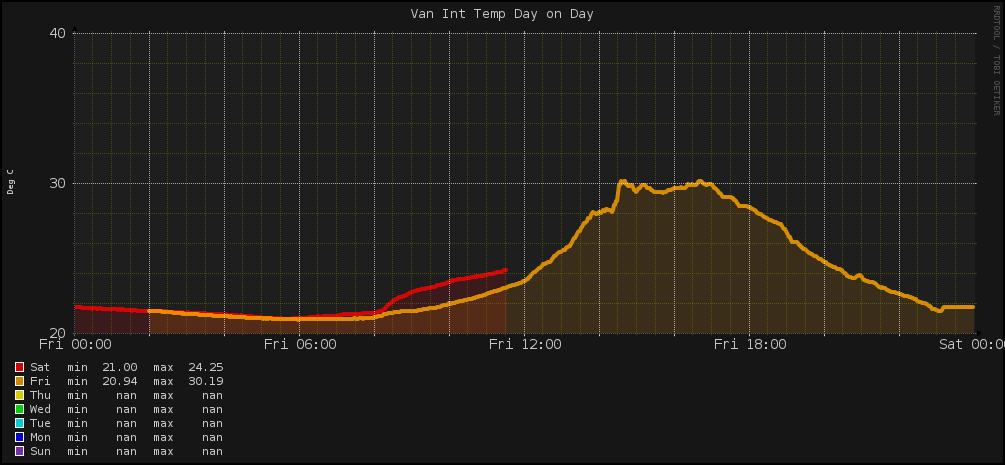 Van Int Temp Day on Day
RRDTOOL / TOBI OETIKER
40
30
20
Deg C
Fri 00:00 Fri 06:00 Fri 12:00 Fri 18:00 Sat 00:00
Sat min 21.00 max 24.25
Fri min 20.94 max 30.19
Thu min nan max nan
Wed min nan max nan
Tue min nan max nan
Mon min nan max nan
Sun min nan max nan